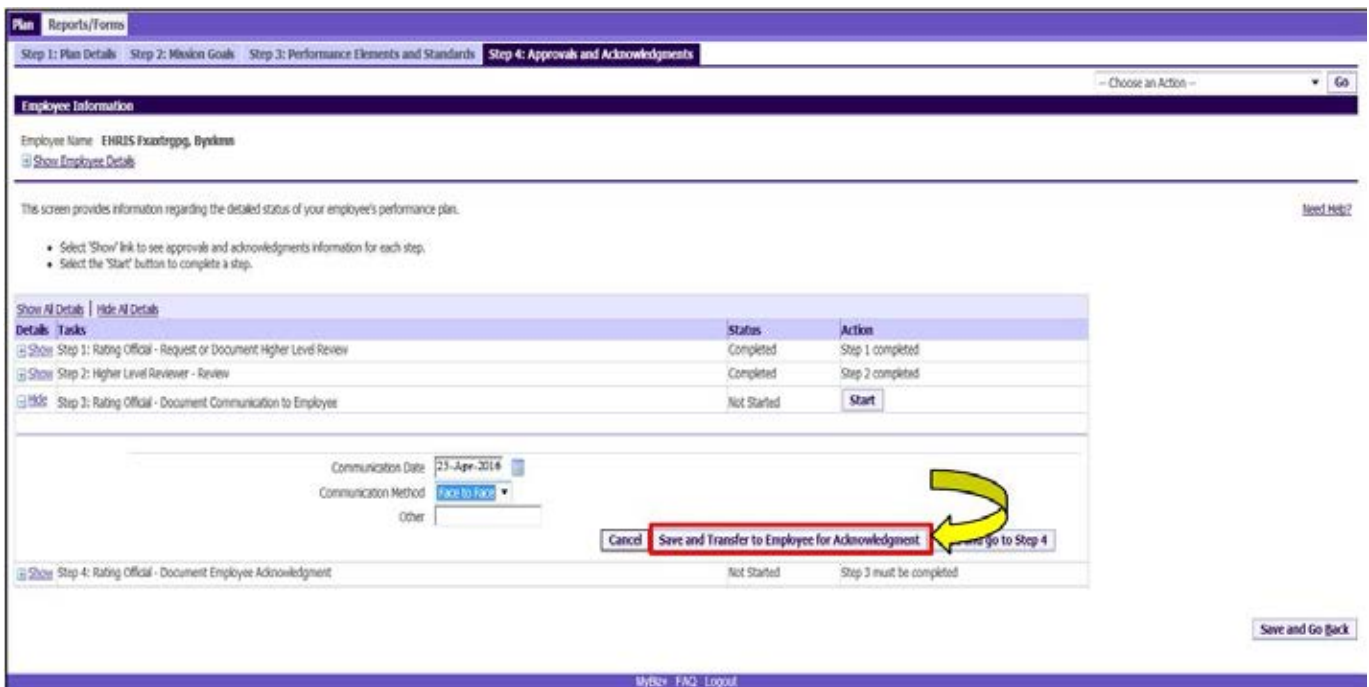 Plan Reports/Forms
Step 1: Plan Details Step 2: Mission Goals Step 3: Performance Elements and Standards Step 4: Approvals and Acknowledgments
-- Choose an Action -- Go
Employee Information
Employee Name EHRIS Fxaxtrgpg, Byxkmn
Show Employee Details
This screen provides information regarding the detailed status of your employee's performance plan. Need Help?
• Select 'Show' link to see approvals and acknowledgments information for each step.
• Select the 'Start' button to complete a step.
Show All Details | Hide All Details
Details Tasks Status Action
Show Step 1: Rating Official - Request or Document Higher Level Review Completed Step 1 completed
Show Step 2: Higher Level Reviewer - Review Completed Step 2 completed
Hide Step 3: Rating Official - Document Communication to Employee Not Started Start
Communication Date 25-Apr-2016
Communication Method Face to Face
Other
Cancel Save and Transfer to Employee for Acknowledgment go to Step 4
Show Step 4: Rating Official - Document Employee Acknowledgment Not Started Step 3 must be completed
Save and Go Back
MyBiz+ FAQ Logout